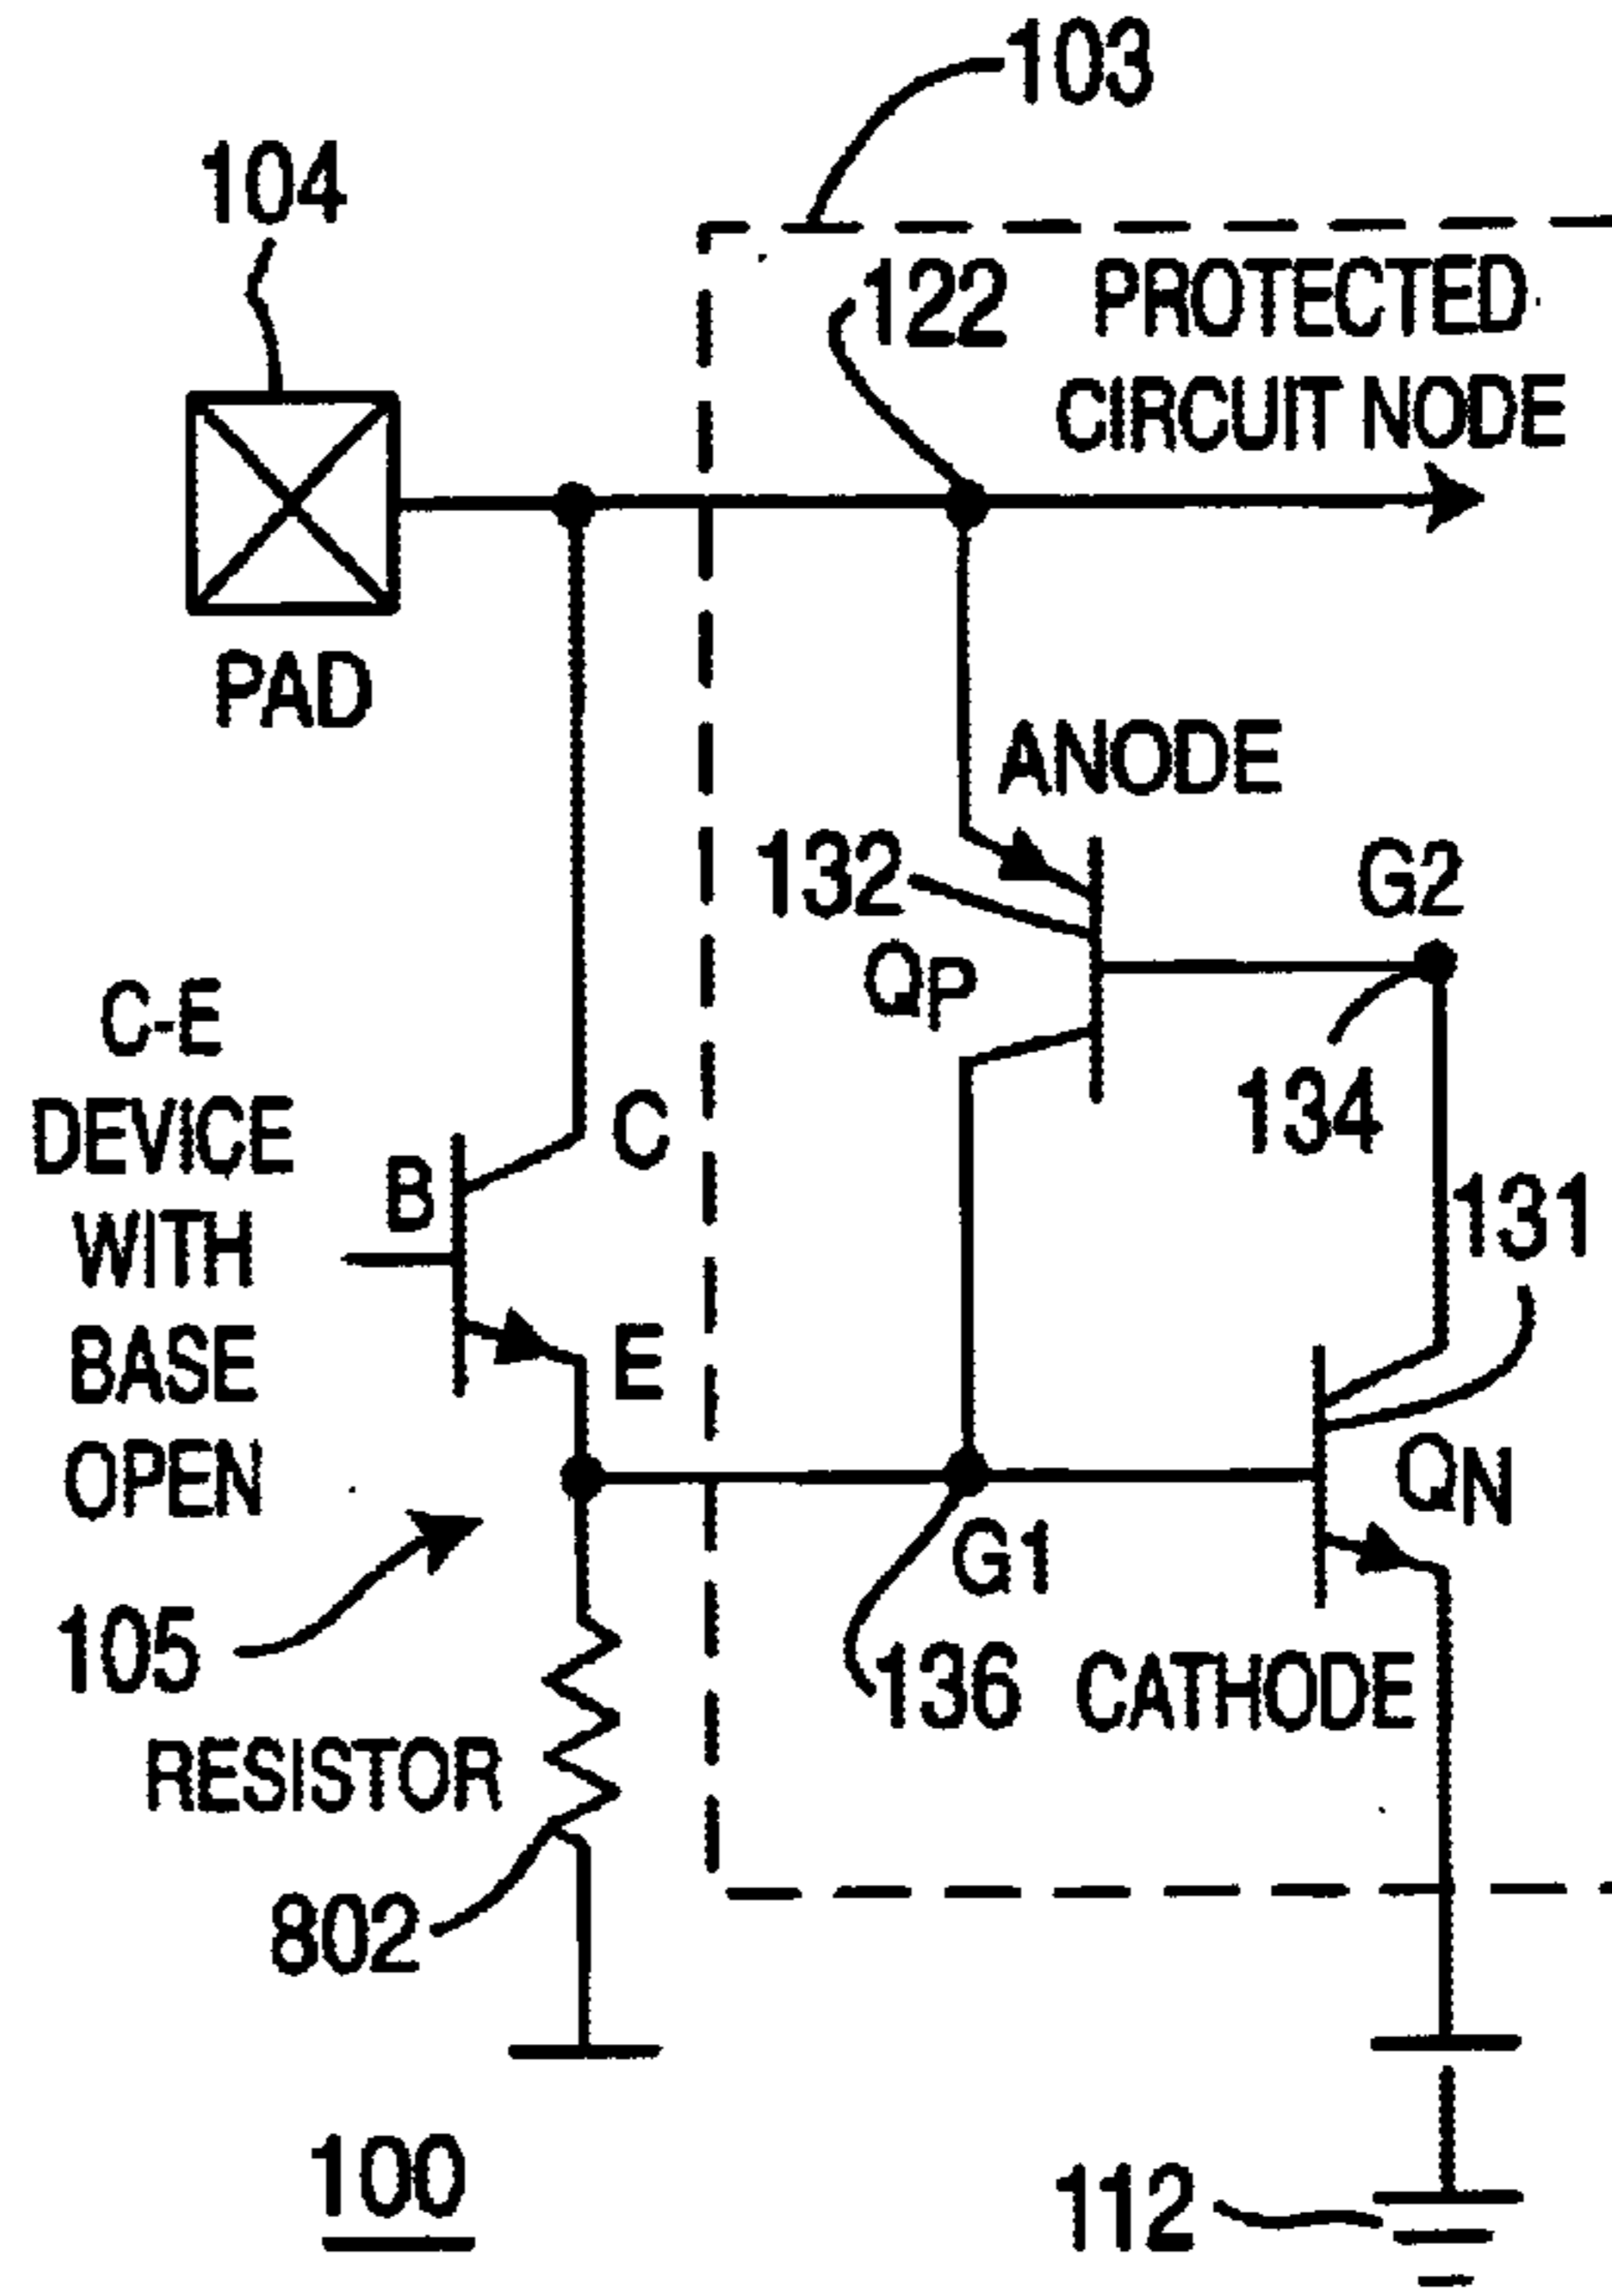 103
104
122 PROTECTED
CIRCUIT NODE
PAD
ANODE
132
G2
QP
C-E
DEVICE
WITH
BASE
OPEN
C
B
E
134
131
QN
G1
105
136 CATHODE
RESISTOR
802
100
112